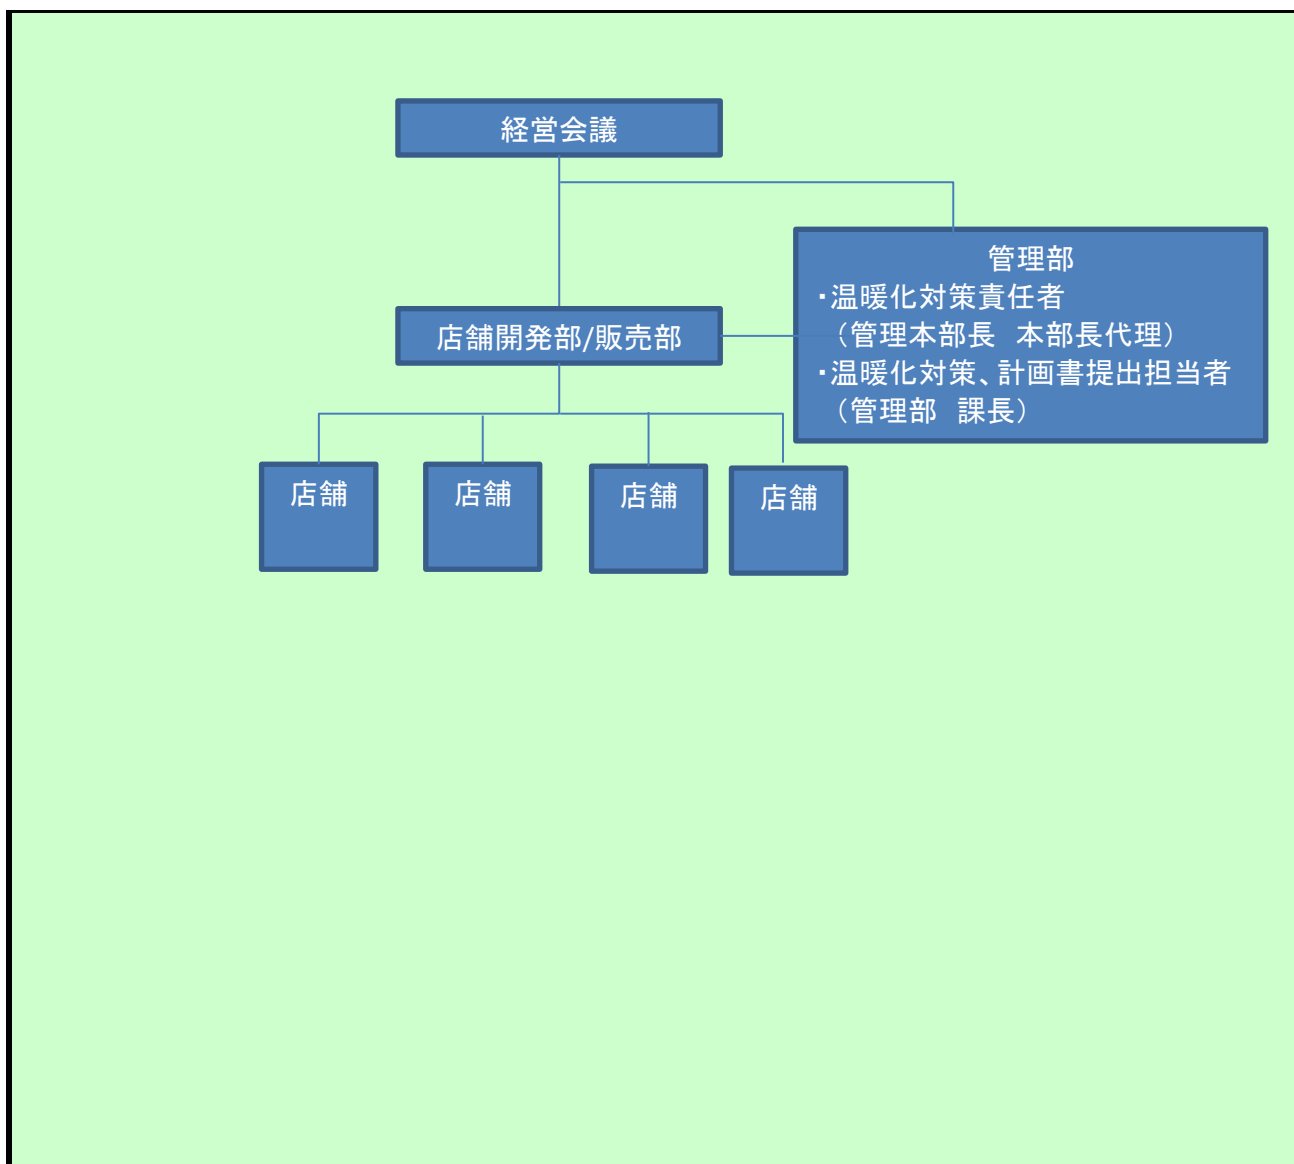 経営会議
管理部
・温暖化対策責任者
（管理本部長　本部長代理）
・温暖化対策、計画書提出担当者
（管理部　課長）
店舗開発部/販売部
店舗
店舗
店舗
店舗